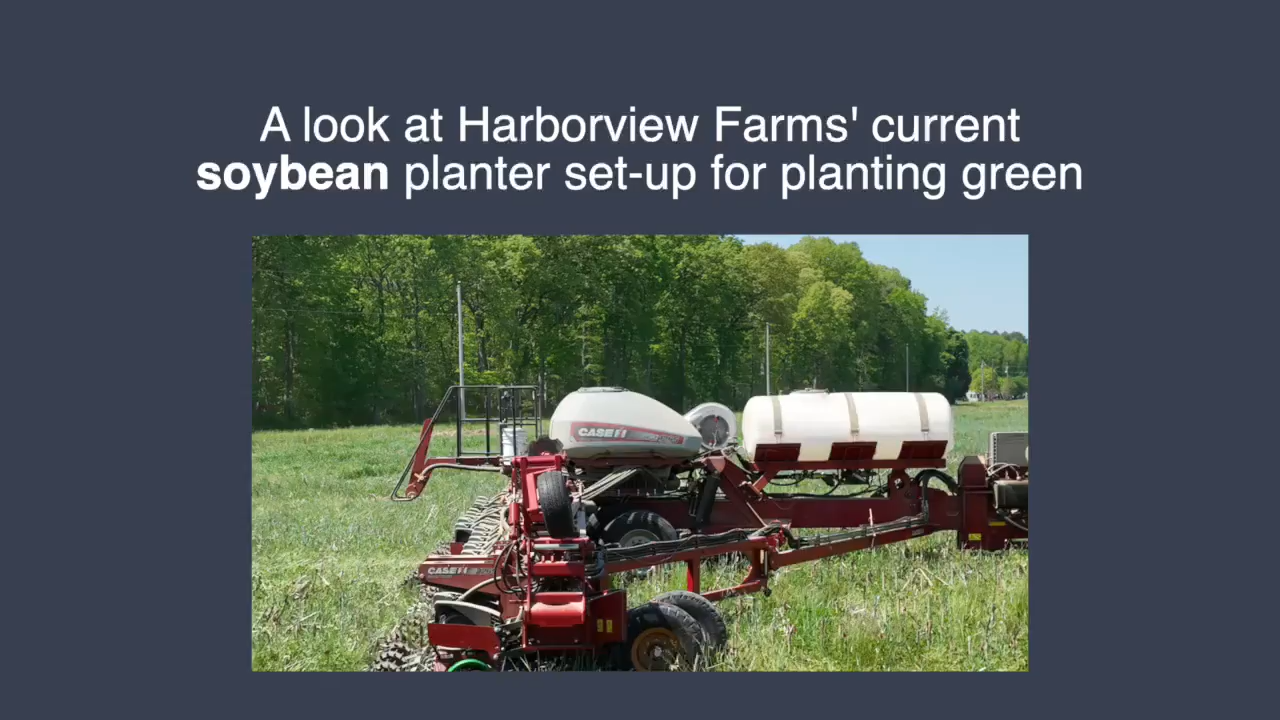 A look at Harborview Farms' current
soybean planter set-up for planting green
CASE IH
CASE IH